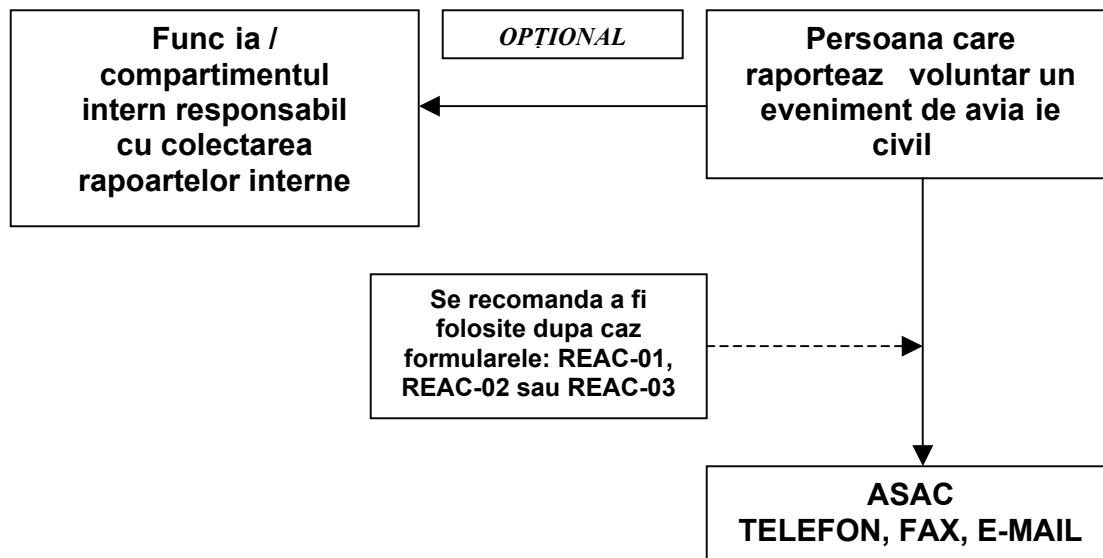 Func ia /
compartimentul
intern responsabil
cu colectarea
rapoartelor interne
OPȚIONAL
Persoana care
raporteaz voluntar un
eveniment de avia ie
civil
Se recomanda a fi
folosite dupa caz
formularele: REAC-01,
REAC-02 sau REAC-03
ASAC
TELEFON, FAX, E-MAIL